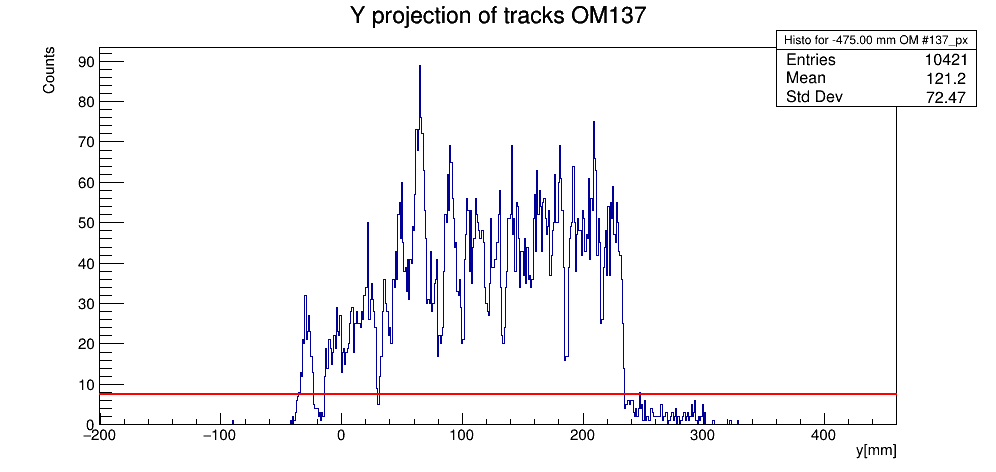 Y projection of tracks OM137
Histo for -475.00 mm OM #137_px
Entries 10421
Mean 121.2
Std Dev 72.47
Counts
90
80
70
60
50
40
30
20
10
0
−200 −100 0 100 200 300 400
y[mm]